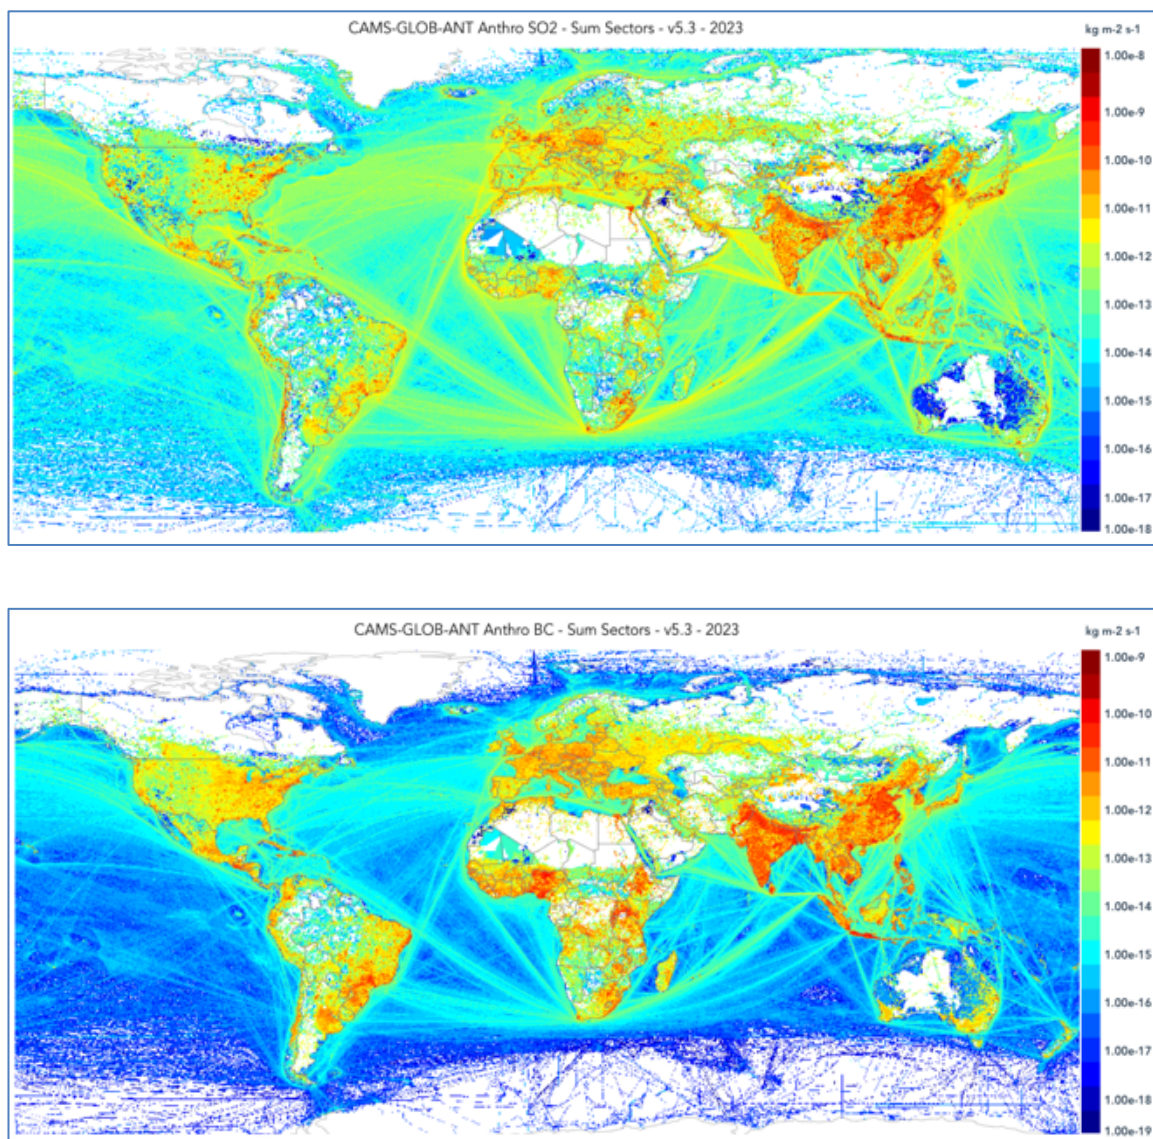 CAMS-GLOB-ANT Anthro SO2 - Sum Sectors - v5.3 - 2023
kg m-2 s-1
1.00e-8
1.00e-9
1.00e-10
1.00e-11
1.00e-12
1.00e-13
1.00e-14
1.00e-15
1.00e-16
1.00e-17
1.00e-18
CAMS-GLOB-ANT Anthro BC - Sum Sectors - v5.3 - 2023
kg m-2 s-1
1.00e-9
1.00e-10
1.00e-11
1.00e-12
1.00e-13
1.00e-14
1.00e-15
1.00e-16
1.00e-17
1.00e-18
1.00e-19